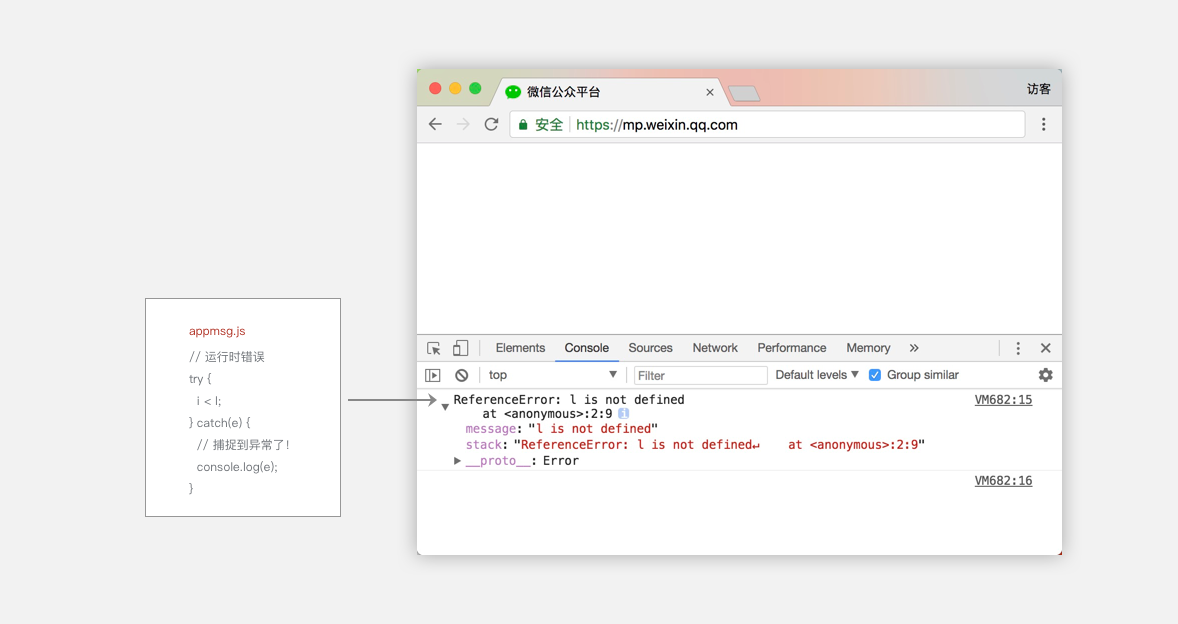 微信公众平台
访客
安全
https://mp.weixin.qq.com
appmsg.js
// 运行时错误
try {
i < l;
} catch(e) {
// 捕捉到异常了！
console.log(e);
}
Elements Console Sources Network Performance Memory »
top Filter Default levels Group similar
ReferenceError: l is not defined VM682:15
at <anonymous>:2:9 i
message: "l is not defined"
stack: "ReferenceError: l is not defined↵    at <anonymous>:2:9"
__proto__: Error
VM682:16